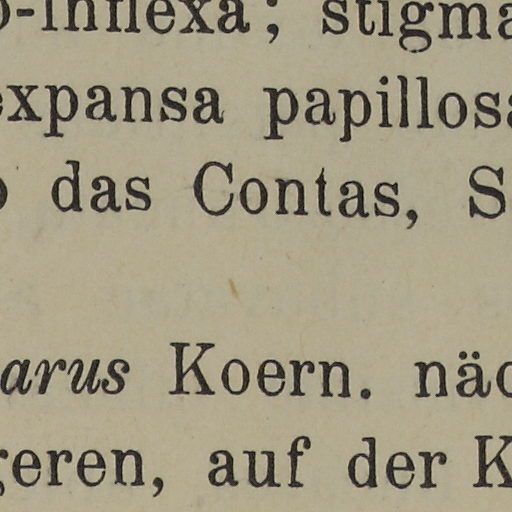 o-inflexa; stigma
expansa papillosa
o das Contas, S
arus Koern. näc
geren, auf der K